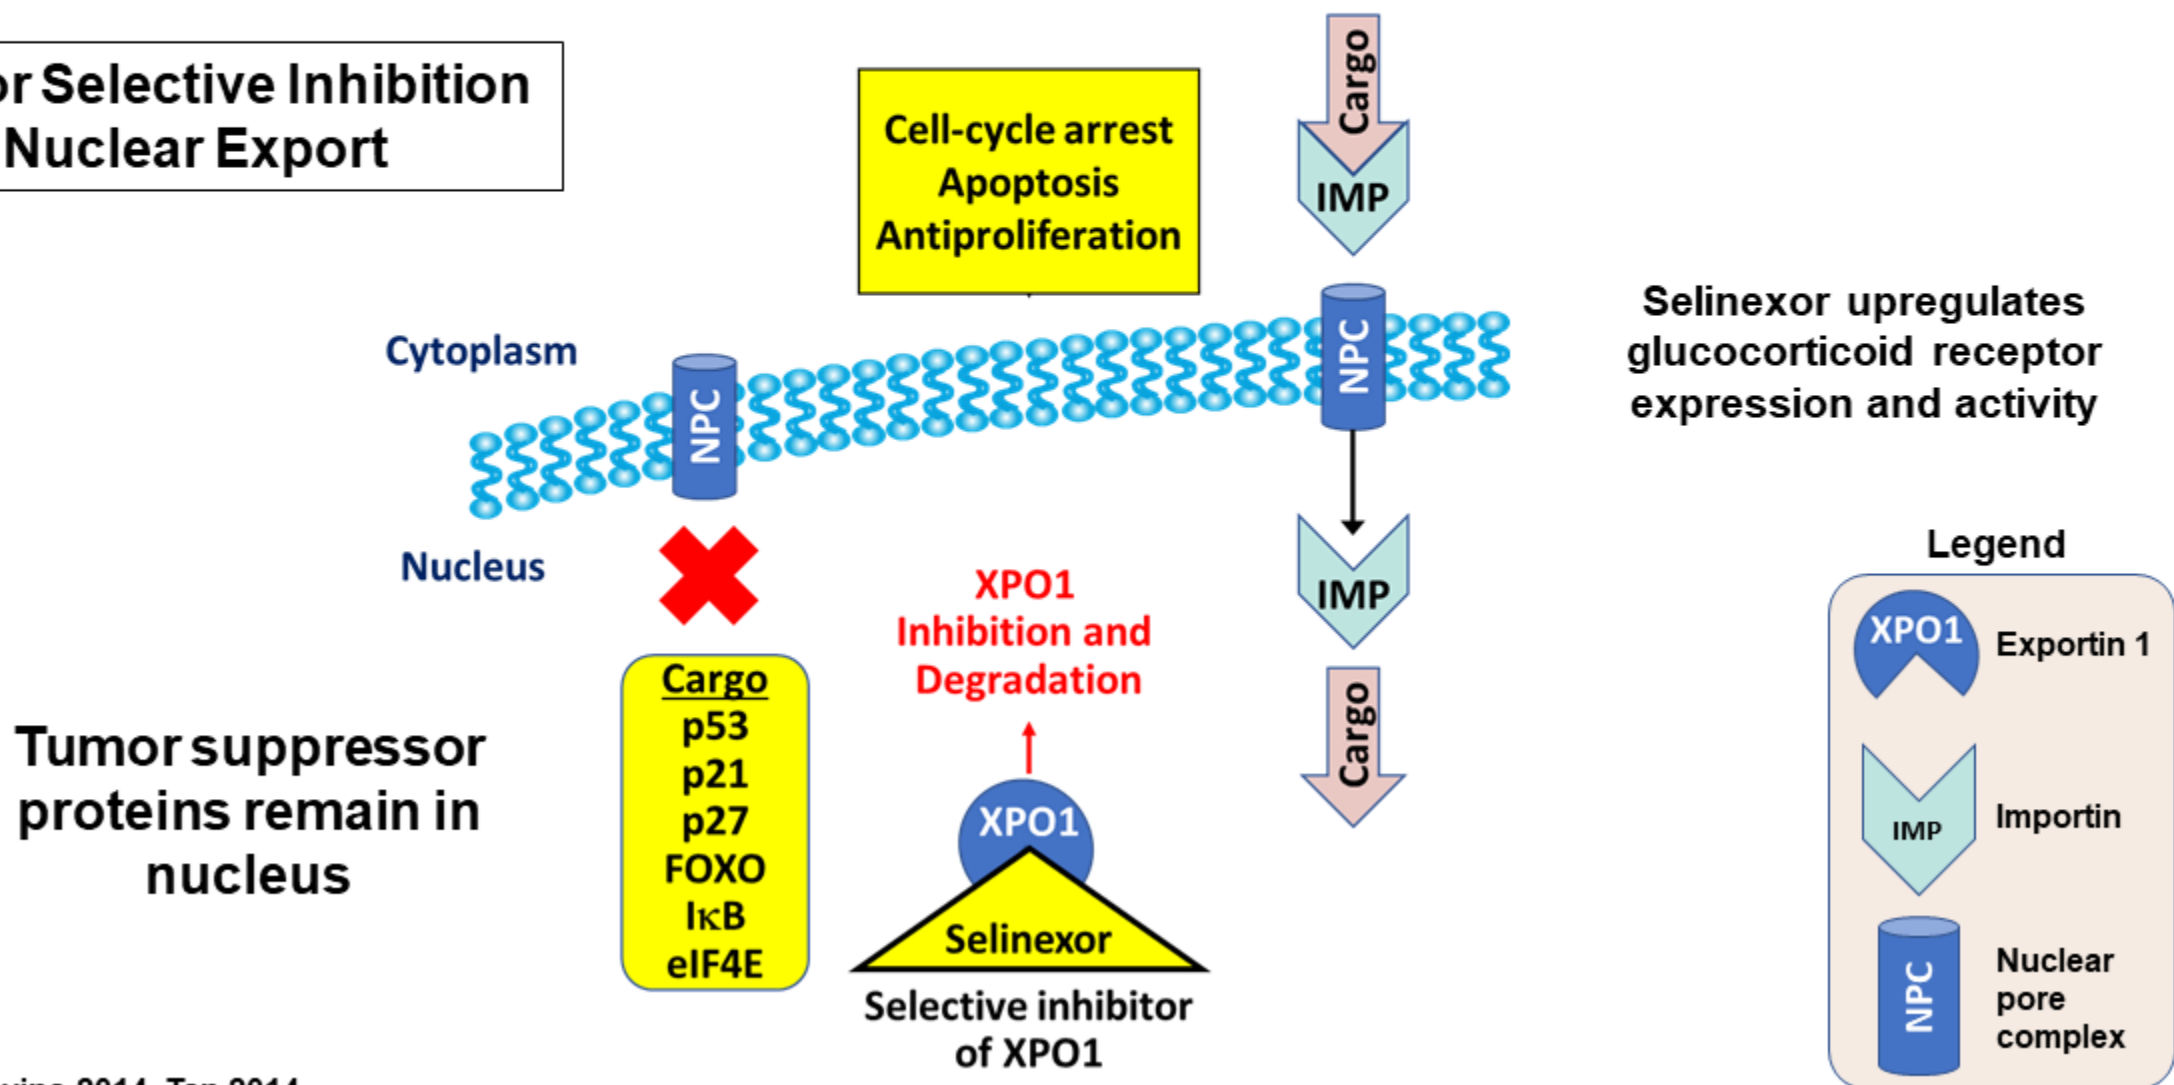 or Selective Inhibition
Nuclear Export
Cell-cycle arrest
Apoptosis
Antiproliferation
Cargo
IMP
NPC
Cytoplasm
NPC
Nucleus
Selinexor upregulates
glucocorticoid receptor
expression and activity
XPO1
Inhibition and
Degradation
IMP
Cargo
Cargo
p53
p21
p27
FOXO
IκB
eIF4E
Tumor suppressor
proteins remain in
nucleus
XPO1
Selinexor
Selective inhibitor
of XPO1
Legend
XPO1 Exportin 1
IMP Importin
NPC
Nuclear
pore
complex
2014
2014